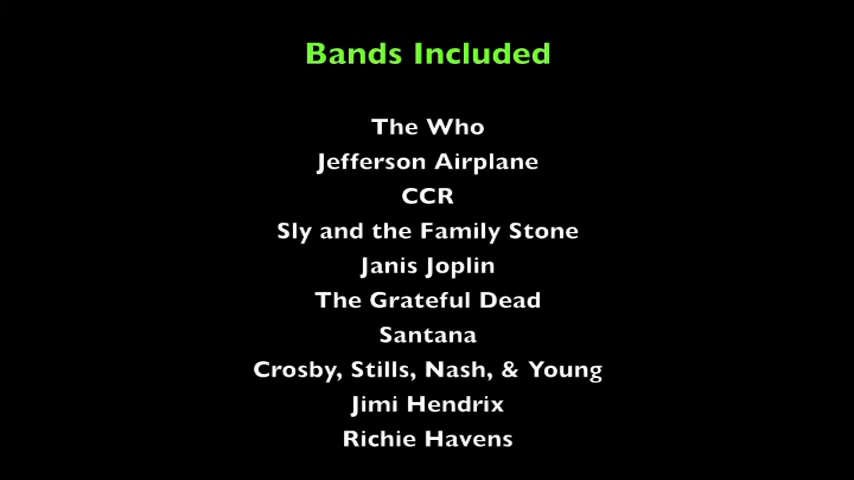 Bands Included
The Who
Jefferson Airplane
CCR
Sly and the Family Stone
Janis Joplin
The Grateful Dead
Santana
Crosby, Stills, Nash, & Young
Jimi Hendrix
Richie Havens